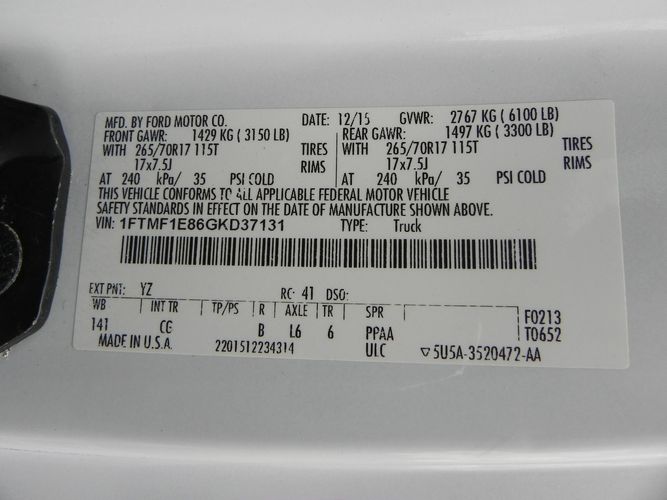 MFD. BY FORD MOTOR CO. DATE: 12/15 GVWR: 2767 KG ( 6100 LB)
FRONT GAWR: 1429 KG ( 3150 LB) REAR GAWR: 1497 KG ( 3300 LB)
WITH 265/70R17 115T TIRES WITH 265/70R17 115T TIRES
17x7.5J RIMS 17x7.5J RIMS
AT 240 kPa/ 35 PSI COLD AT 240 kPa/ 35 PSI COLD
THIS VEHICLE CONFORMS TO ALL APPLICABLE FEDERAL MOTOR VEHICLE
SAFETY STANDARDS IN EFFECT ON THE DATE OF MANUFACTURE SHOWN ABOVE.
VIN: 1FTMF1E86GKD37131 TYPE: Truck
EXT PNT: YZ RC: 41 DSO:
WB INT TR TP/PS R AXLE TR SPR F0213
141 CG B L6 6 PPAA T0652
MADE IN U.S.A. 2201512234314 ULC ▽5U5A-3520472-AA